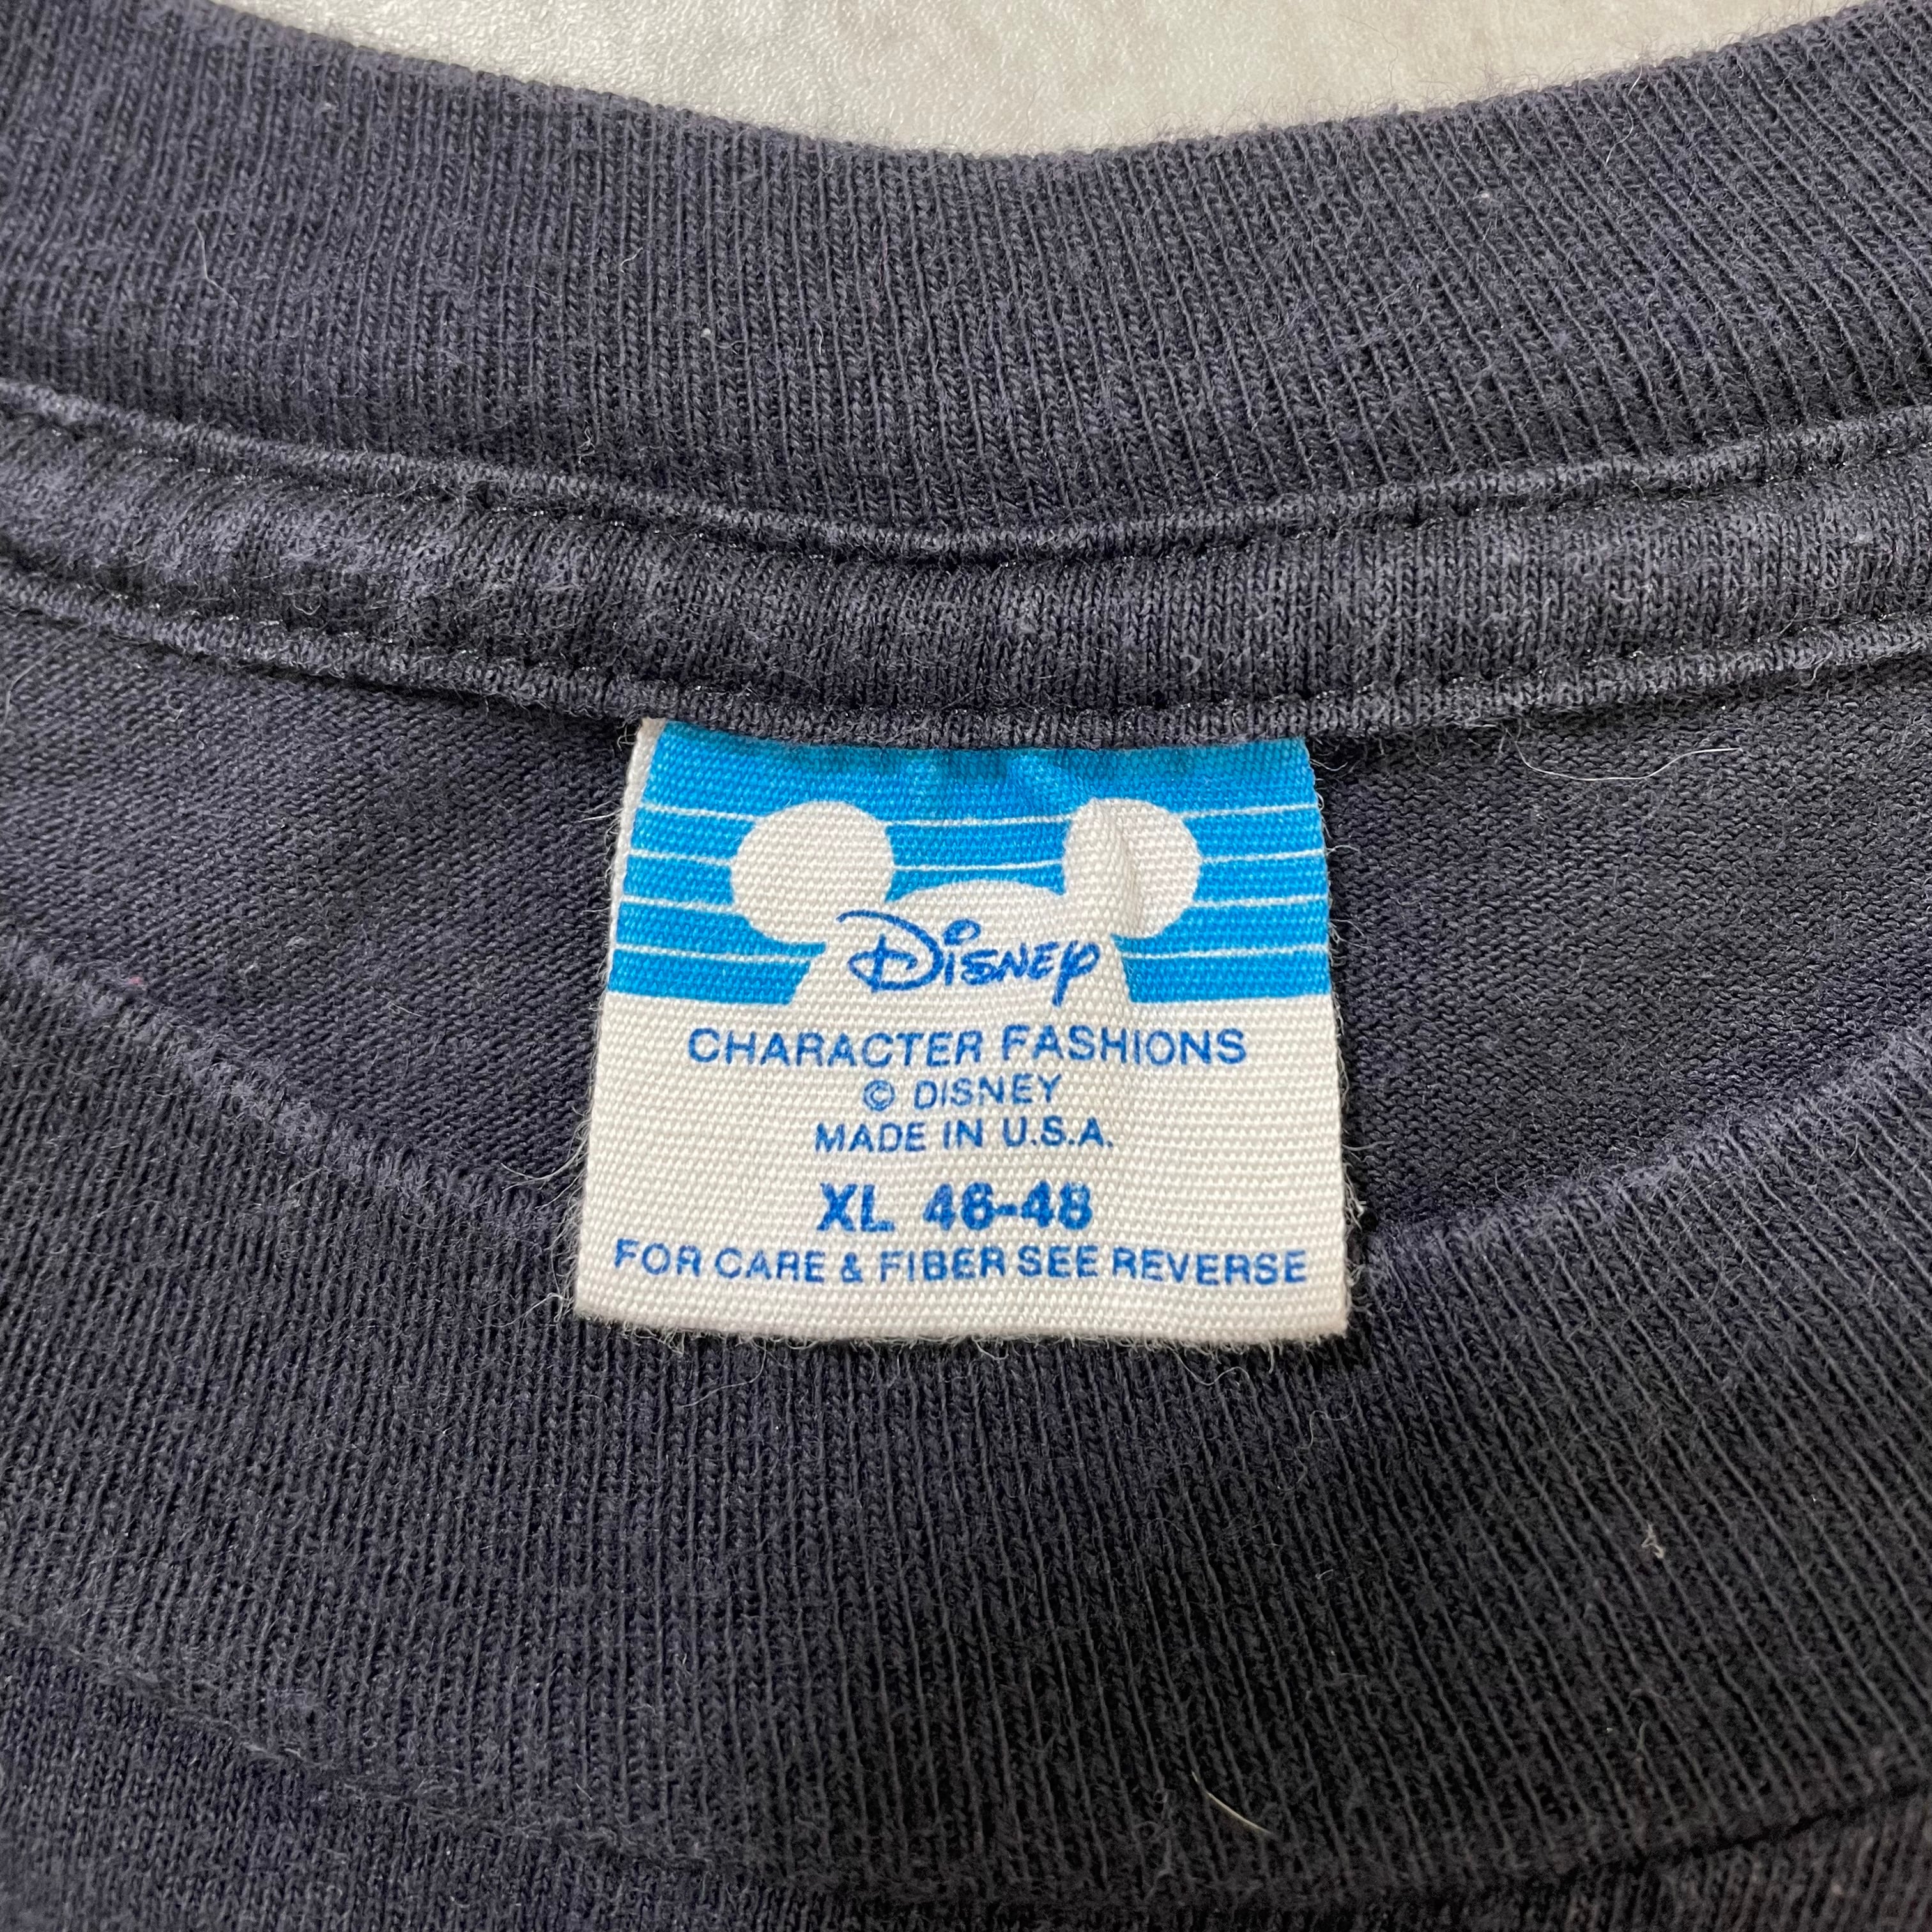 Disney
CHARACTER FASHIONS
© DISNEY
MADE IN U.S.A.
XL 46-48
FOR CARE & FIBER SEE REVERSE